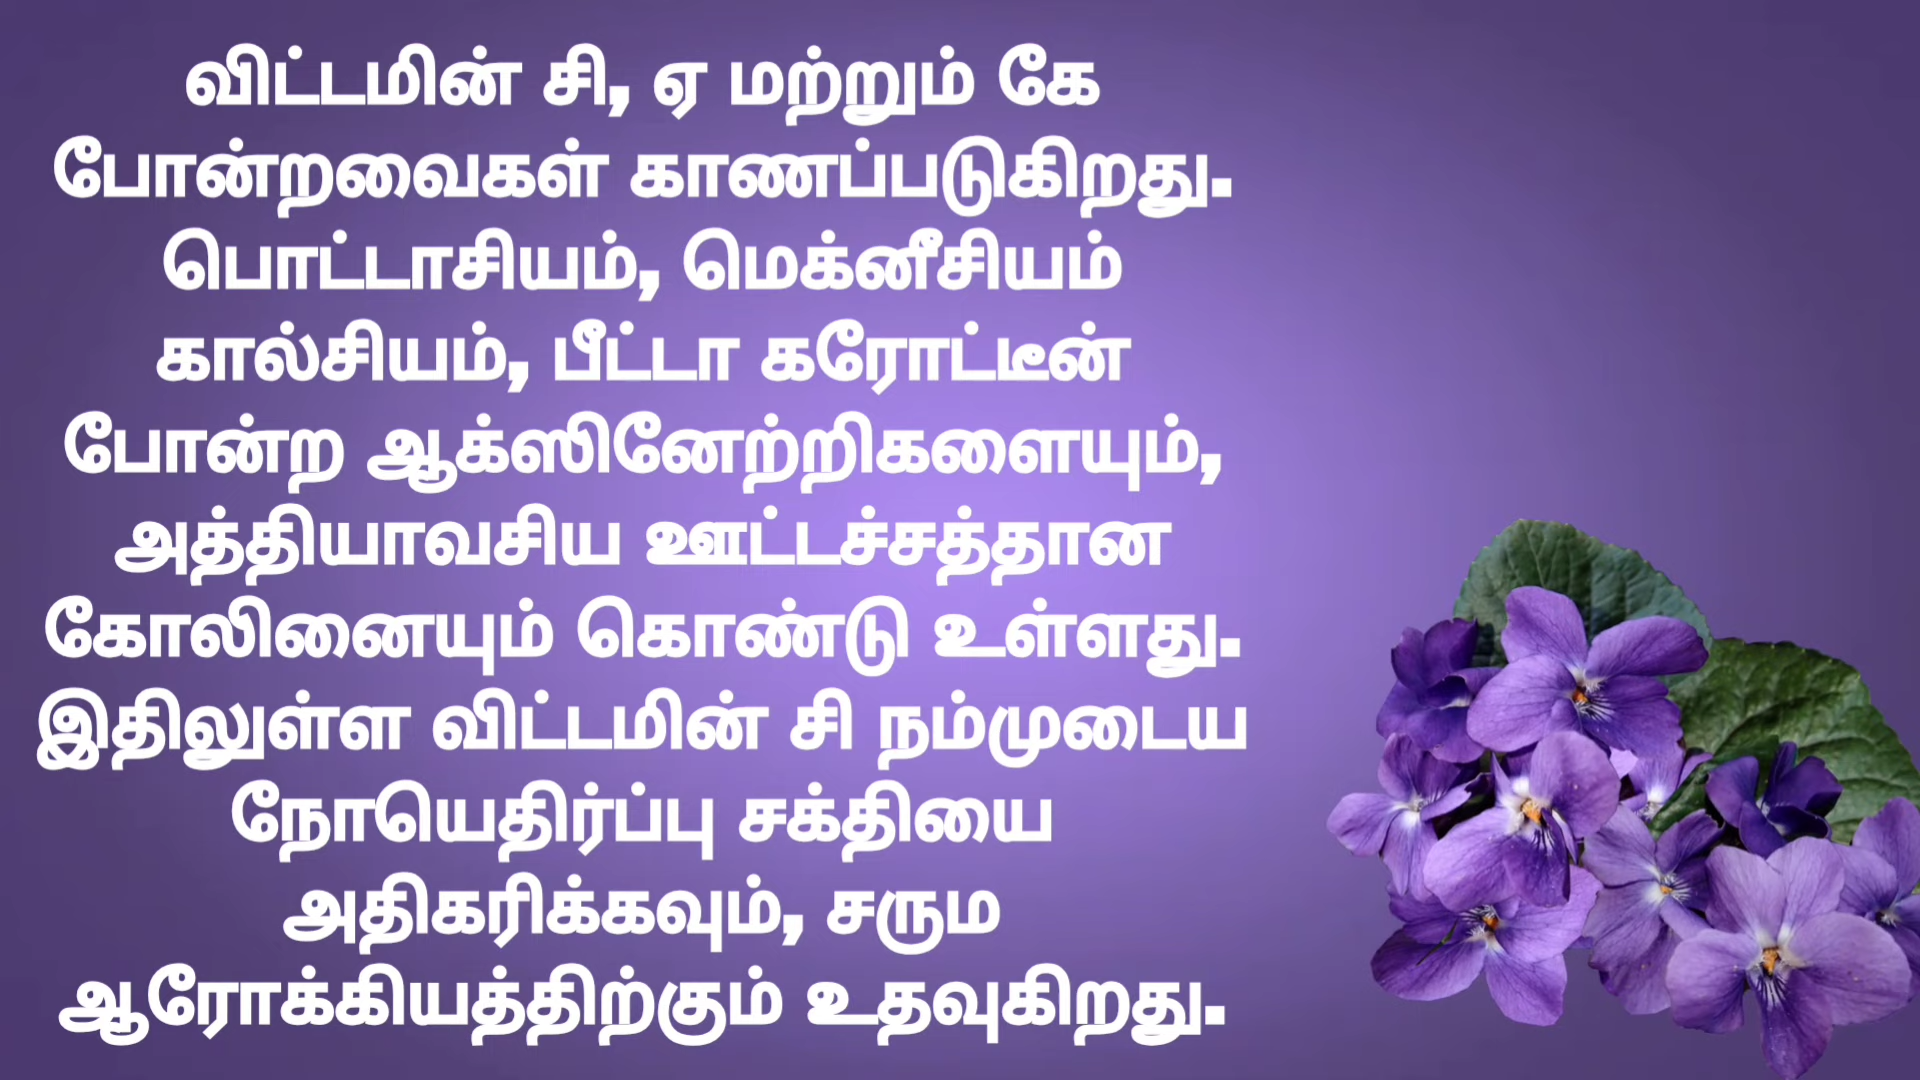 விட்டமின் சி, ஏ மற்றும் கே
போன்றவைகள் காணப்படுகிறது.
பொட்டாசியம், மெக்னீசியம்
கால்சியம், பீட்டா கரோட்டீன்
போன்ற ஆக்ஸினேற்றிகளையும்,
அத்தியாவசிய ஊட்டச்சத்தான
கோலினையும் கொண்டு உள்ளது.
இதிலுள்ள விட்டமின் சி நம்முடைய
நோயெதிர்ப்பு சக்தியை
அதிகரிக்கவும், சரும
ஆரோக்கியத்திற்கும் உதவுகிறது.